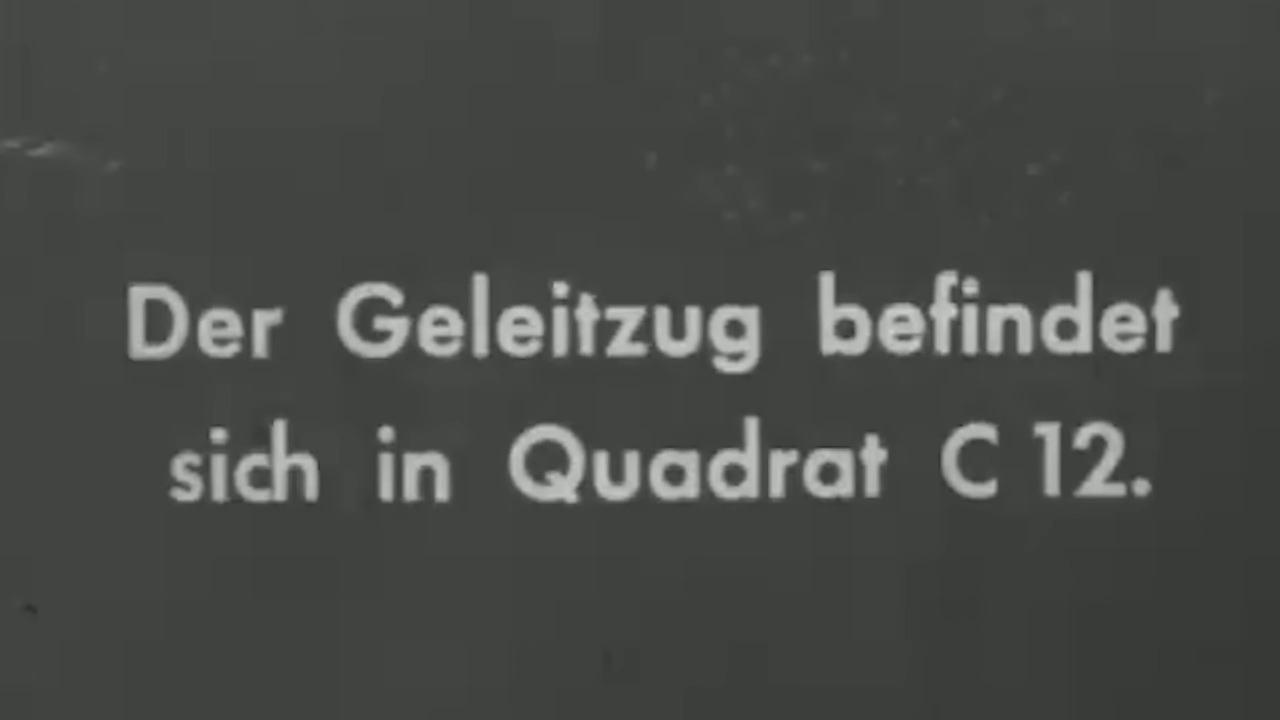 Der Geleitzug befindet
sich in Quadrat C 12.